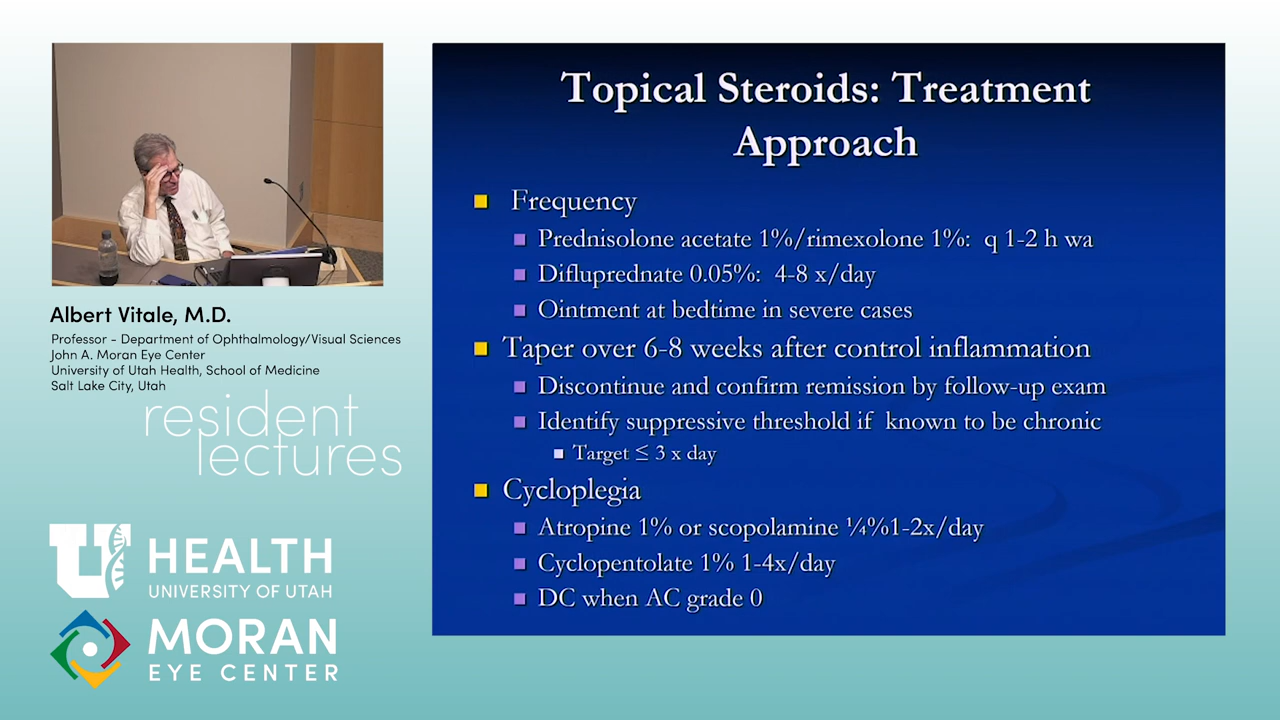 Topical Steroids: Treatment
Approach
Frequency
Prednisolone acetate 1%/rimexolone 1%: q 1-2 h wa
Difluprednate 0.05%: 4-8 x/day
Ointment at bedtime in severe cases
Taper over 6-8 weeks after control inflammation
Discontinue and confirm remission by follow-up exam
Identify suppressive threshold if known to be chronic
Target ≤ 3 x day
Cycloplegia
Atropine 1% or scopolamine ¼%1-2x/day
Cyclopentolate 1% 1-4x/day
DC when AC grade 0
Albert Vitale, M.D.
Professor - Department of Ophthalmology/Visual Sciences
John A. Moran Eye Center
University of Utah Health, School of Medicine
Salt Lake City, Utah
resident
lectures
U HEALTH
UNIVERSITY OF UTAH
MORAN
EYE CENTER